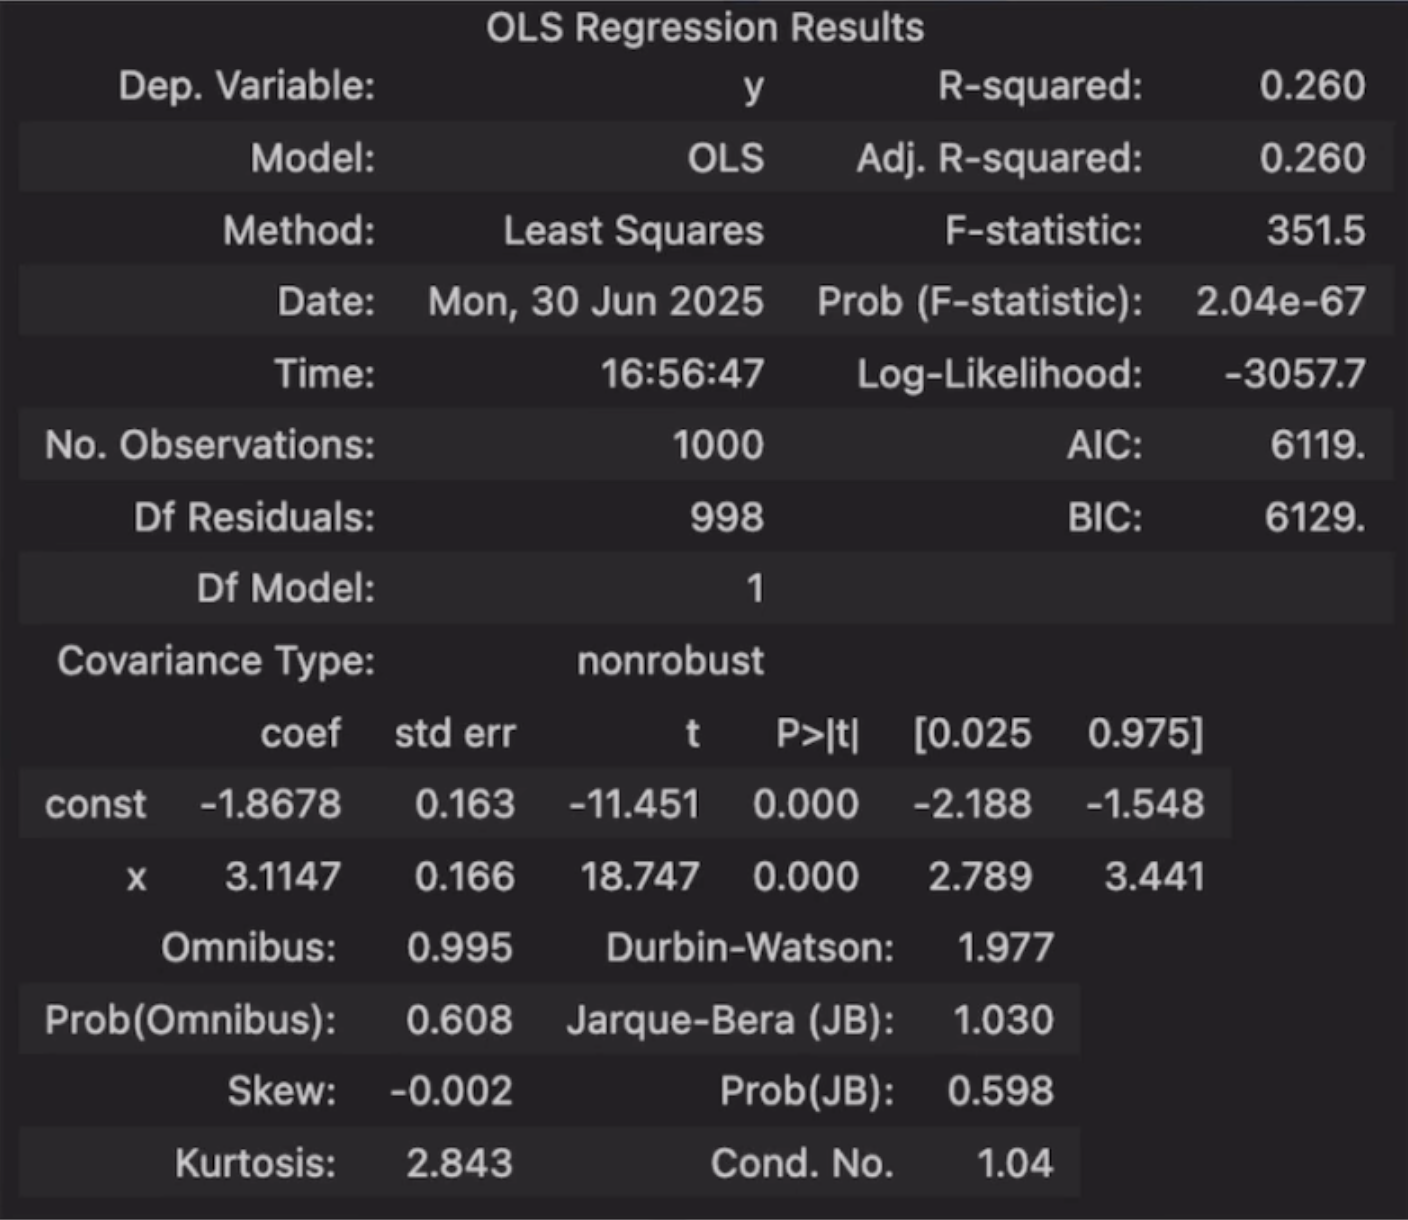 OLS Regression Results
Dep. Variable: y R-squared: 0.260
Model: OLS Adj. R-squared: 0.260
Method: Least Squares F-statistic: 351.5
Date: Mon, 30 Jun 2025 Prob (F-statistic): 2.04e-67
Time: 16:56:47 Log-Likelihood: -3057.7
No. Observations: 1000 AIC: 6119.
Df Residuals: 998 BIC: 6129.
Df Model: 1
Covariance Type: nonrobust
coef std err t P>|t| [0.025 0.975]
const -1.8678 0.163 -11.451 0.000 -2.188 -1.548
x 3.1147 0.166 18.747 0.000 2.789 3.441
Omnibus: 0.995 Durbin-Watson: 1.977
Prob(Omnibus): 0.608 Jarque-Bera (JB): 1.030
Skew: -0.002 Prob(JB): 0.598
Kurtosis: 2.843 Cond. No. 1.04